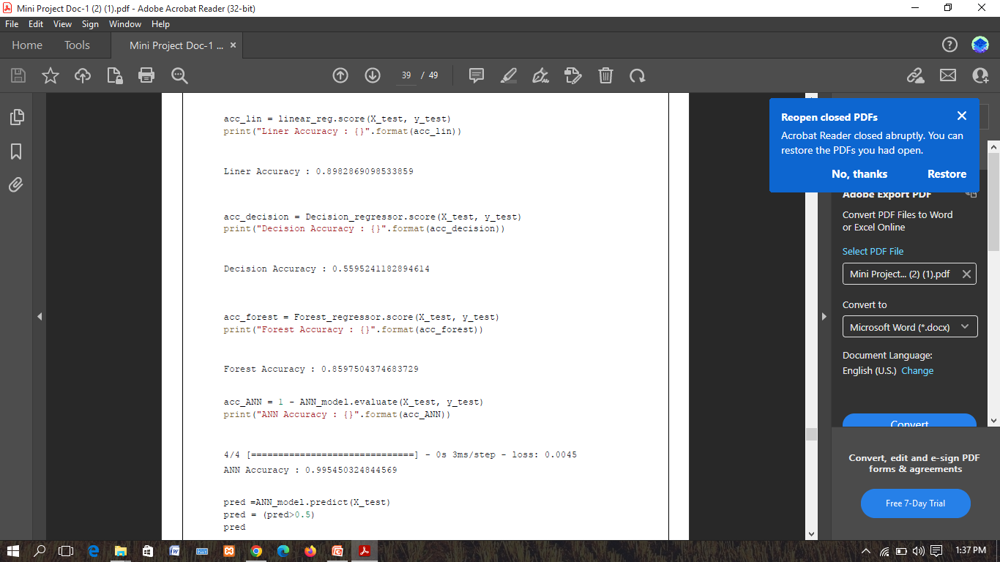 Mini Project Doc-1 (2) (1).pdf - Adobe Acrobat Reader (32-bit)
File Edit View Sign Window Help
Home Tools Mini Project Doc-1 ... ×
39 / 49
acc_lin = linear_reg.score(X_test, y_test)
print("Liner Accuracy : {}".format(acc_lin))
Liner Accuracy : 0.8982869098533859
acc_decision = Decision_regressor.score(X_test, y_test)
print("Decision Accuracy : {}".format(acc_decision))
Decision Accuracy : 0.5595241182894614
acc_forest = Forest_regressor.score(X_test, y_test)
print("Forest Accuracy : {}".format(acc_forest))
Forest Accuracy : 0.8597504374683729
acc_ANN = 1 - ANN_model.evaluate(X_test, y_test)
print("ANN Accuracy : {}".format(acc_ANN))
4/4 [==============================] - 0s 3ms/step - loss: 0.0045
ANN Accuracy : 0.995450324844569
pred =ANN_model.predict(X_test)
pred = (pred>0.5)
pred
Reopen closed PDFs
Acrobat Reader closed abruptly. You can
restore the PDFs you had open.
No, thanks Restore
Adobe Export PDF
Convert PDF Files to Word
or Excel Online
Select PDF File
Mini Project... (2) (1).pdf
Convert to
Microsoft Word (*.docx)
Document Language:
English (U.S.) Change
Convert
Convert, edit and e-sign PDF
forms & agreements
Free 7-Day Trial
1:37 PM